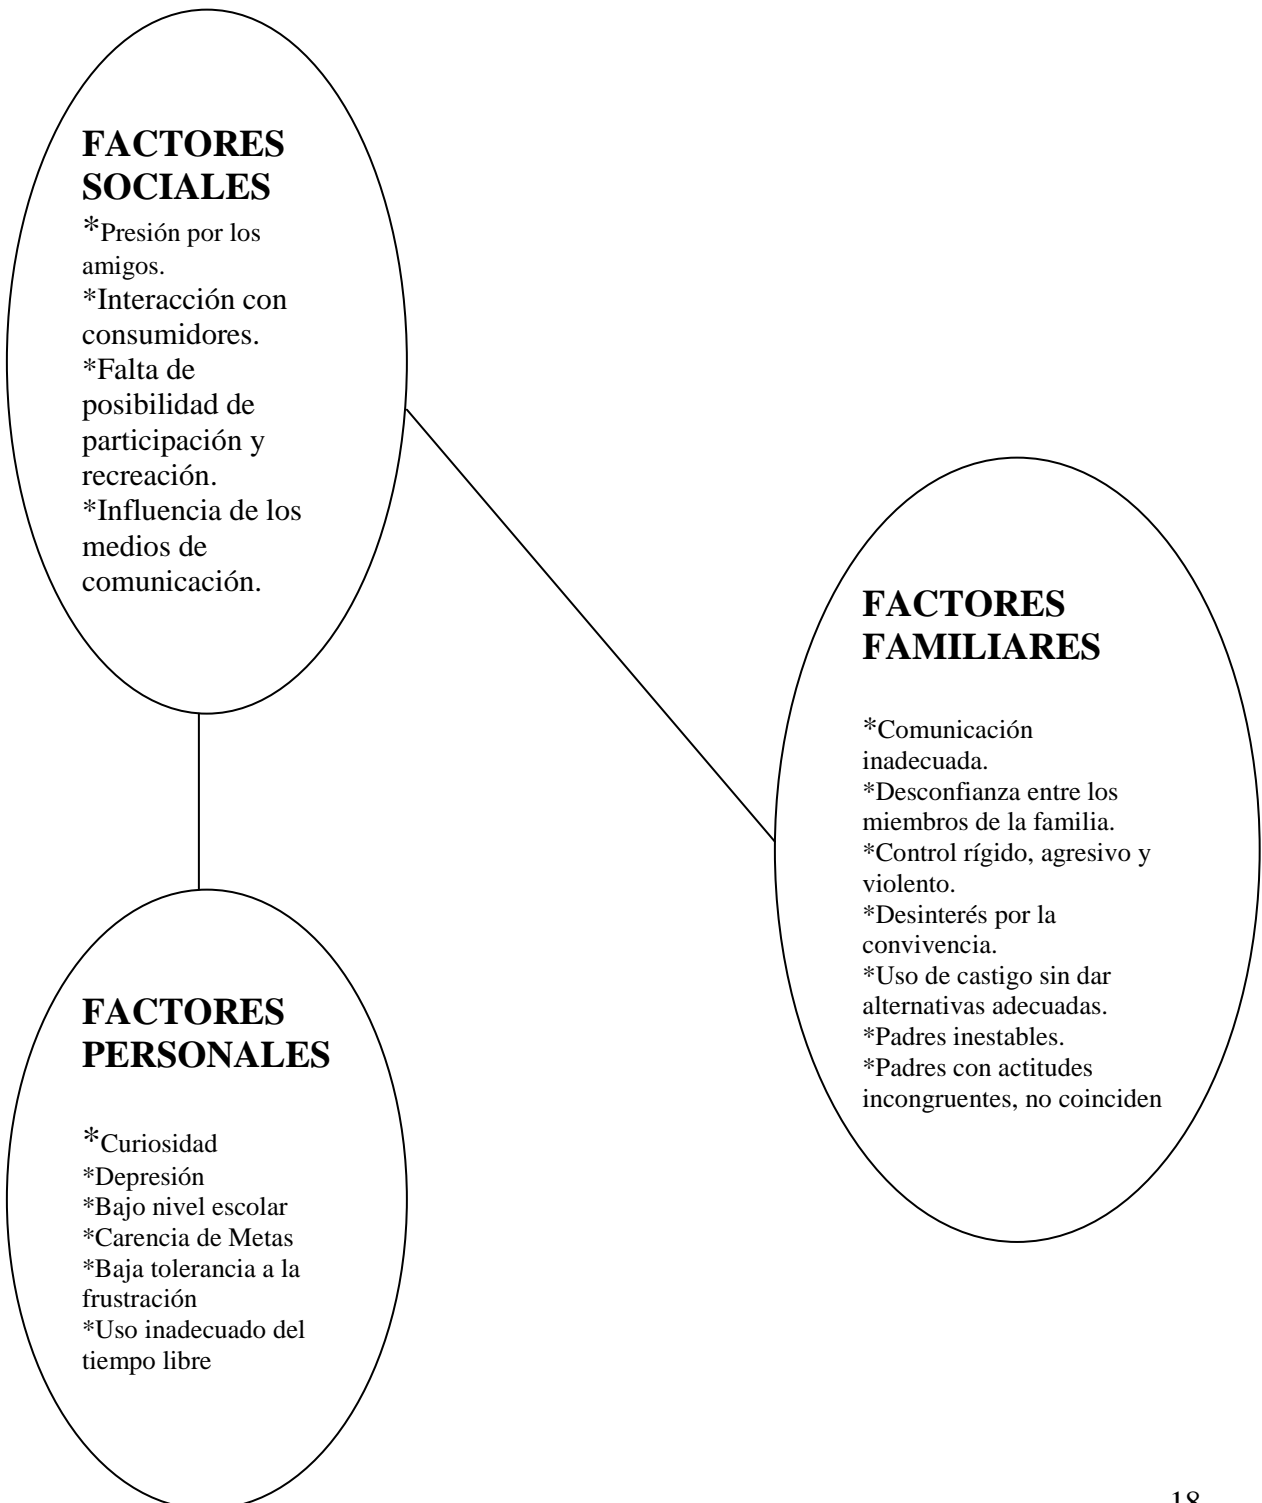 FACTORES
SOCIALES
*Presión por los
amigos.
*Interacción con
consumidores.
*Falta de
posibilidad de
participación y
recreación.
*Influencia de los
medios de
comunicación.
FACTORES
FAMILIARES
*Comunicación
inadecuada.
*Desconfianza entre los
miembros de la familia.
*Control rígido, agresivo y
violento.
*Desinterés por la
convivencia.
*Uso de castigo sin dar
alternativas adecuadas.
*Padres inestables.
*Padres con actitudes
incongruentes, no coinciden
FACTORES
PERSONALES
*Curiosidad
*Depresión
*Bajo nivel escolar
*Carencia de Metas
*Baja tolerancia a la
frustración
*Uso inadecuado del
tiempo libre
18